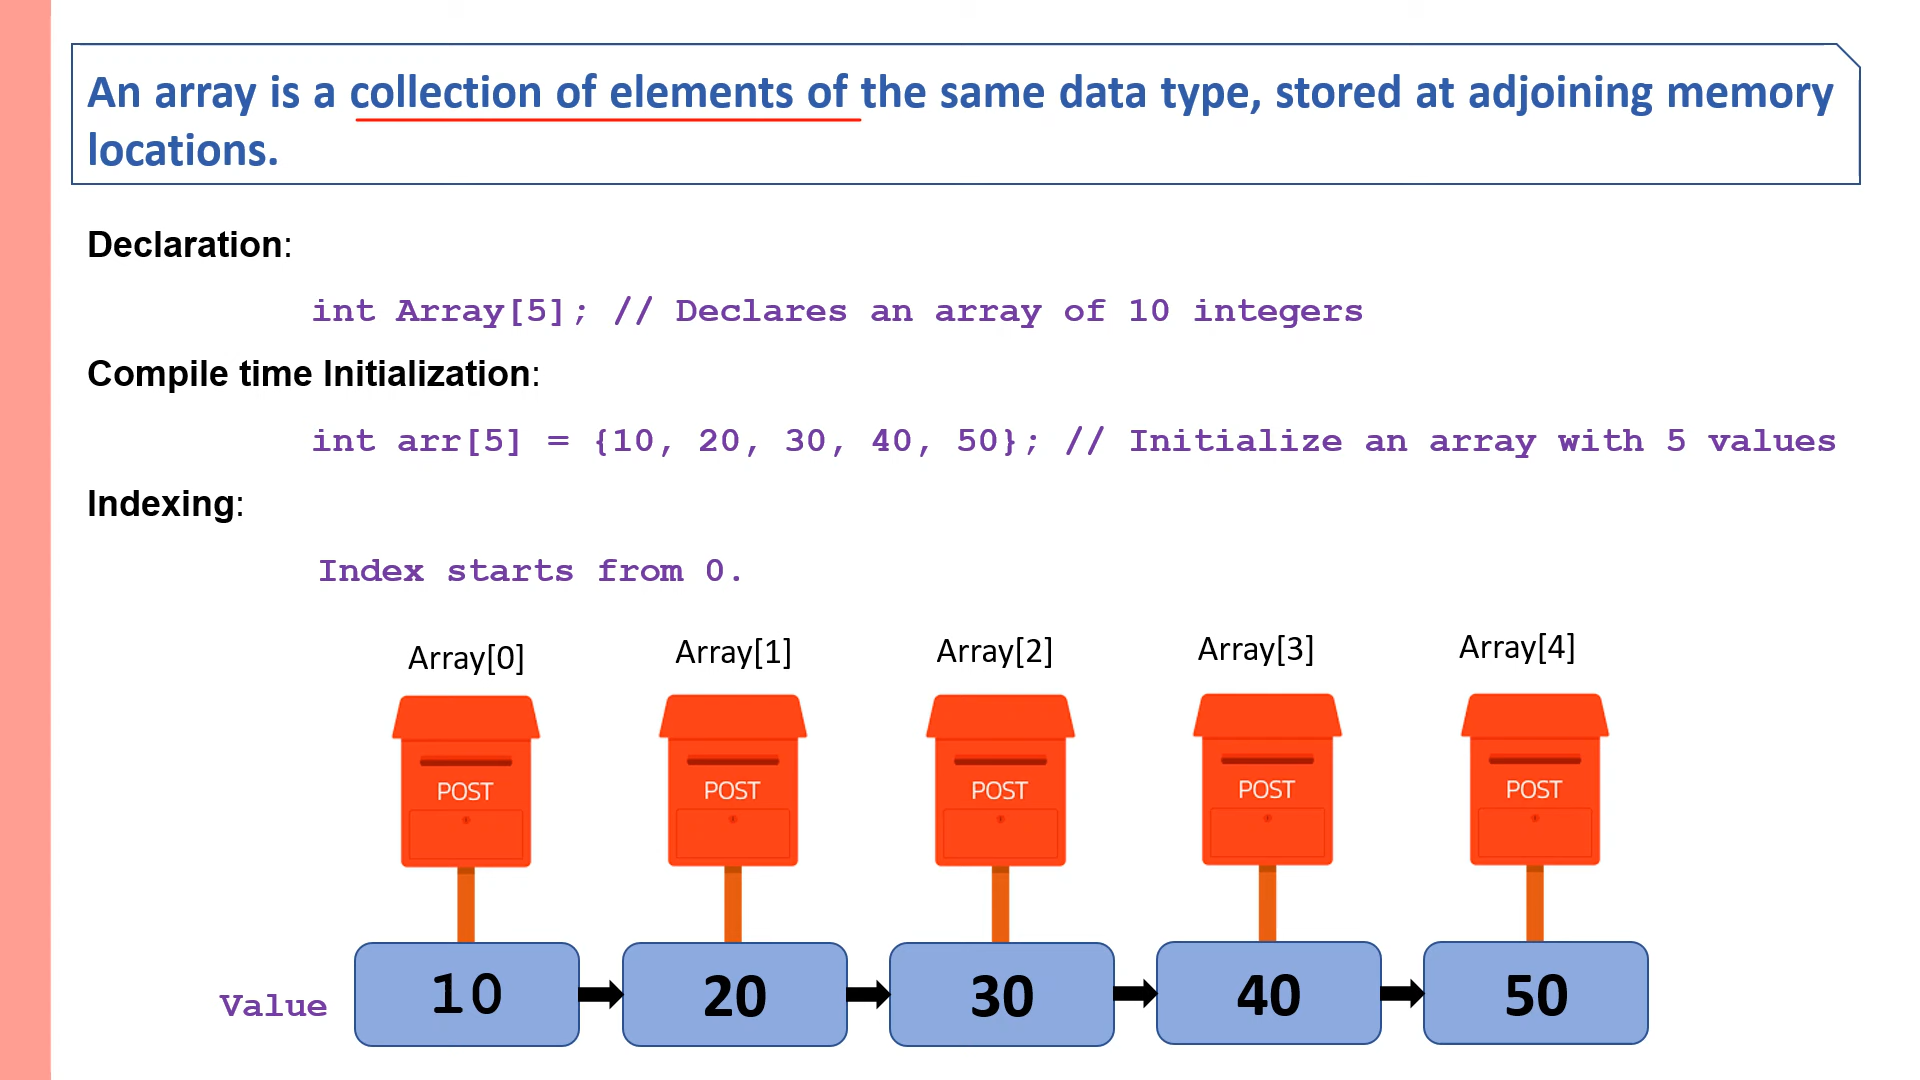 An array is a collection of elements of the same data type, stored at adjoining memory
locations.
Declaration:
int Array[5]; // Declares an array of 10 integers
Compile time Initialization:
int arr[5] = {10, 20, 30, 40, 50}; // Initialize an array with 5 values
Indexing:
Index starts from 0.
Array[0] Array[1] Array[2] Array[3] Array[4]
POST POST POST POST POST
Value 10 20 30 40 50